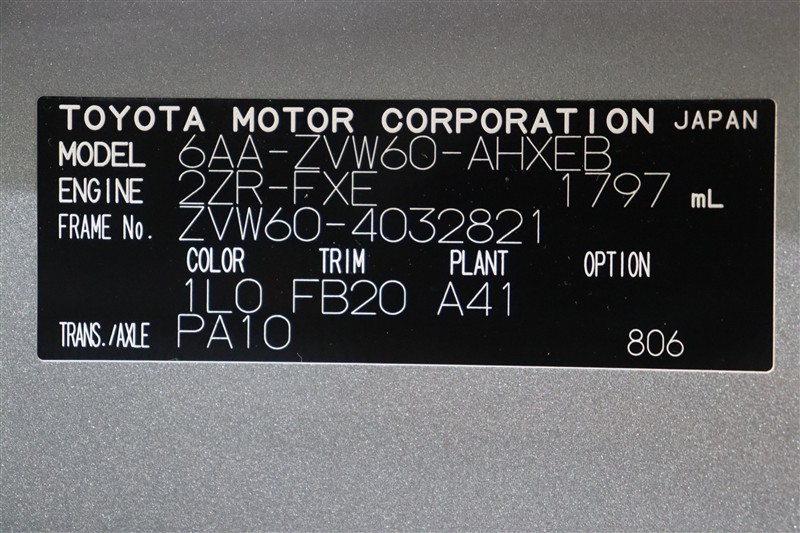 TOYOTA MOTOR CORPORATION JAPAN
MODEL 6AA-ZVW60-AHXEB
ENGINE 2ZR-FXE 1797 mL
FRAME No. ZVW60-4032821
COLOR TRIM PLANT OPTION
1L0 FB20 A41
TRANS./AXLE PA10 806